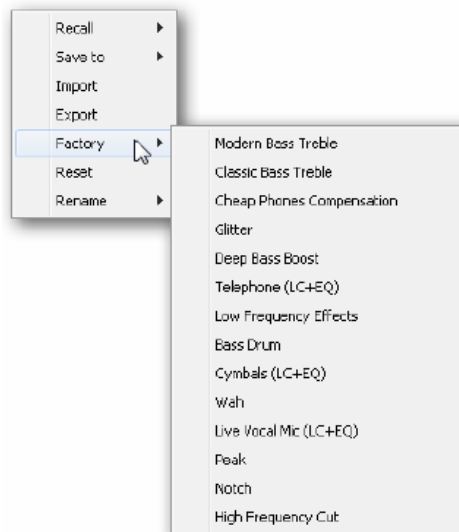 Recall
Save to
Import
Export
Factory
Reset
Rename
Modern Bass Treble
Classic Bass Treble
Cheap Phones Compensation
Glitter
Deep Bass Boost
Telephone (LC+EQ)
Low Frequency Effects
Bass Drum
Cymbals (LC+EQ)
Wah
Live Vocal Mic (LC+EQ)
Peak
Notch
High Frequency Cut